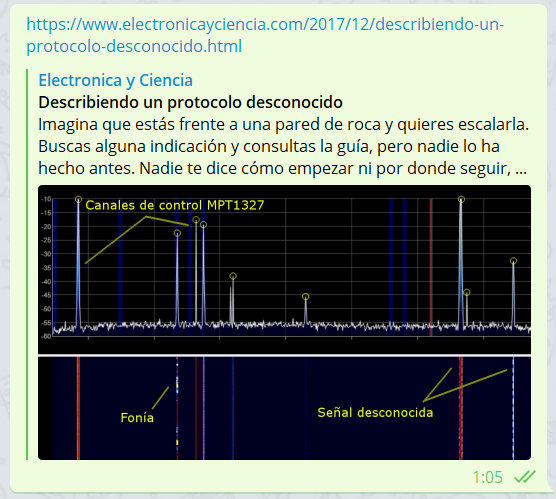 https://www.electronicayciencia.com/2017/12/describiendo-un-
protocolo-desconocido.html
Electronica y Ciencia
Describiendo un protocolo desconocido
Imagina que estás frente a una pared de roca y quieres escalarla.
Buscas alguna indicación y consultas la guía, pero nadie lo ha
hecho antes. Nadie te dice cómo empezar ni por donde seguir, ...
-10
Canales de control MPT1327
-15
-20
-25
-30
-35
-40
-45
-50
-55
-60
Fonía
Señal desconocida
1:05